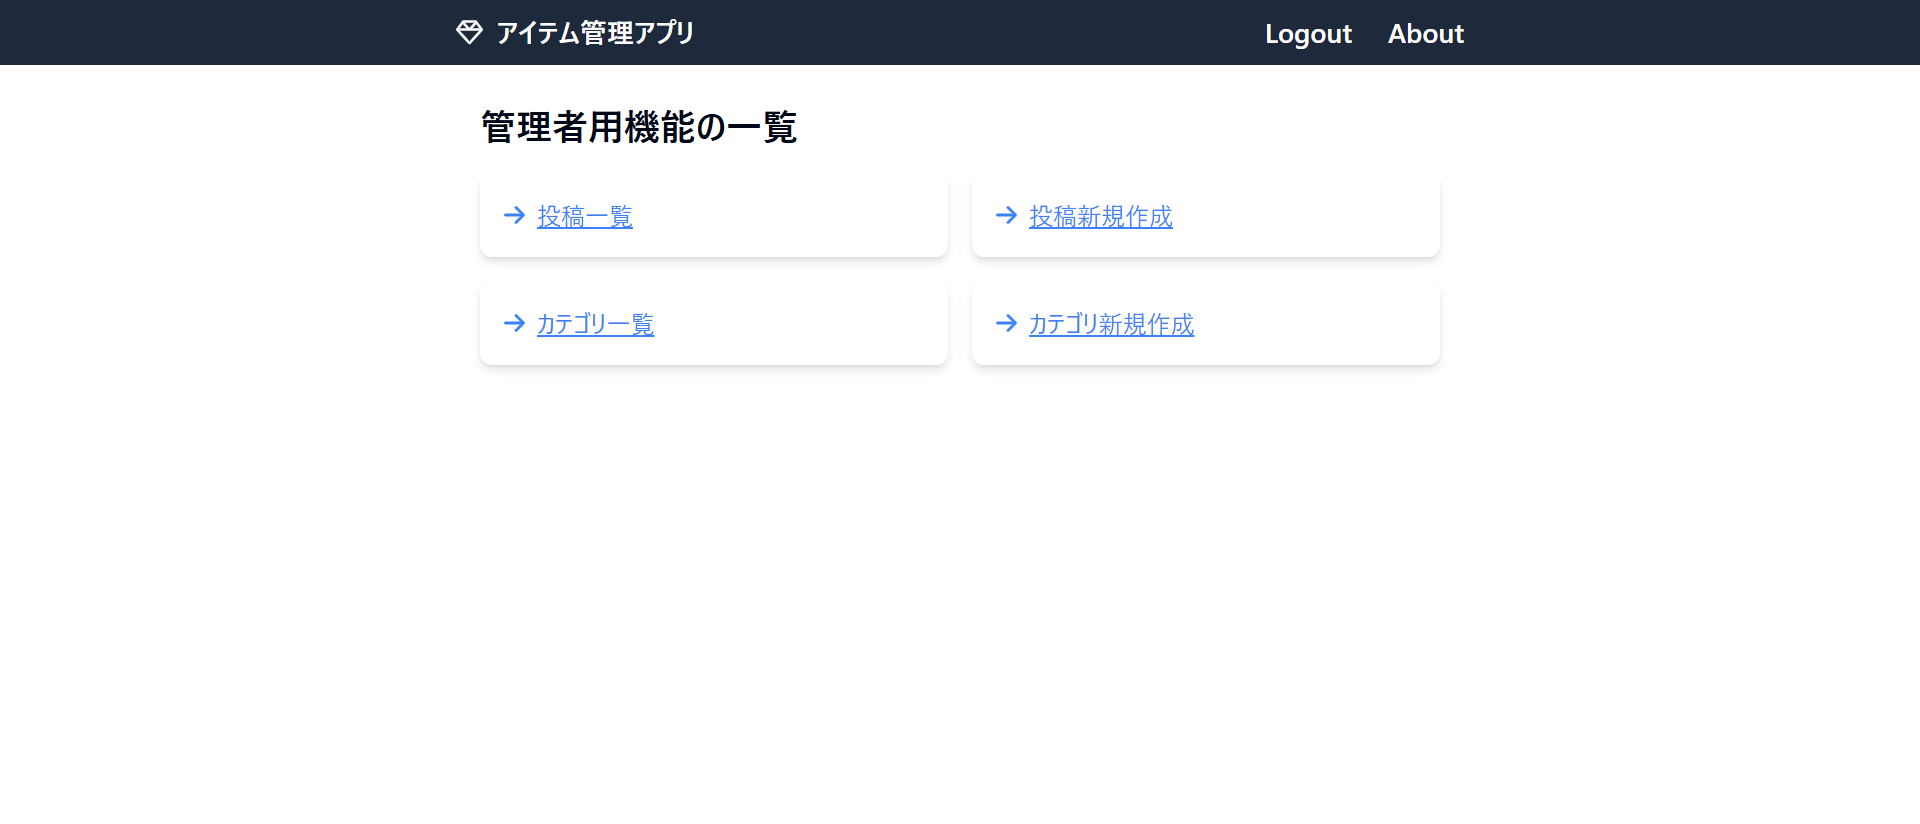 アイテム管理アプリ
Logout
About
管理者用機能の一覧
投稿一覧
投稿新規作成
カテゴリ一覧
カテゴリ新規作成